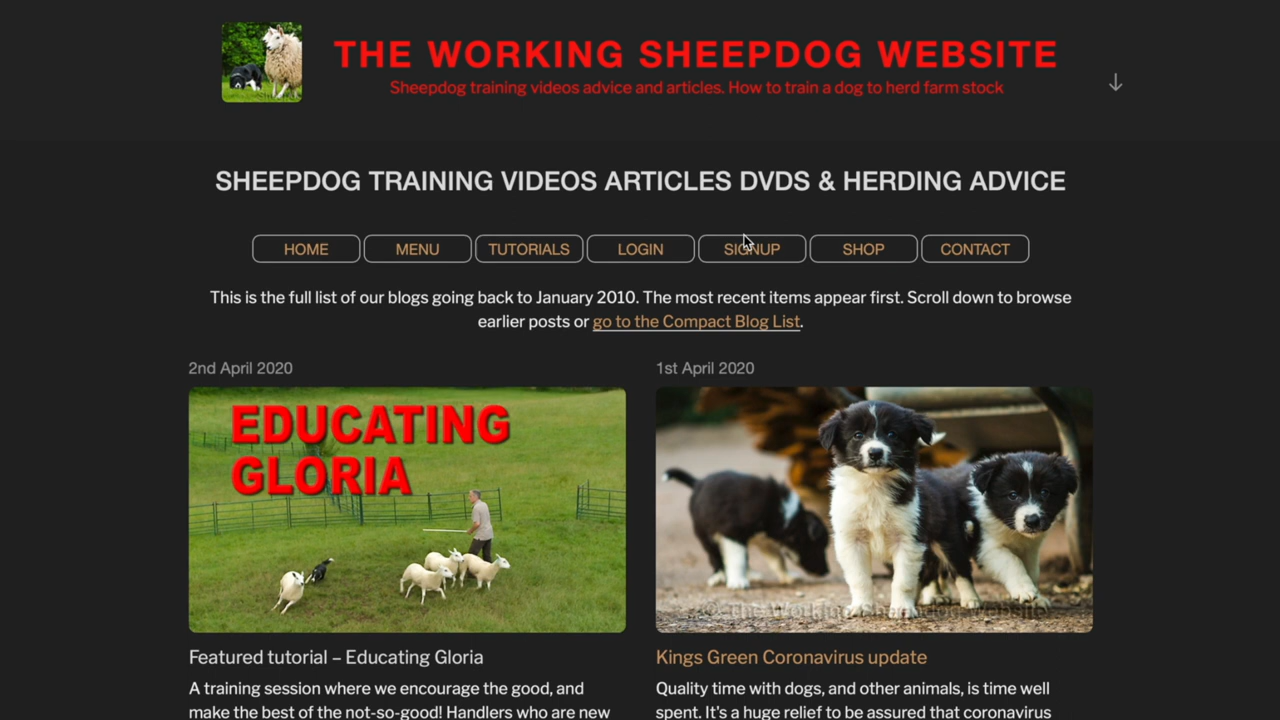 THE WORKING SHEEPDOG WEBSITE
Sheepdog training videos advice and articles. How to train a dog to herd farm stock
SHEEPDOG TRAINING VIDEOS ARTICLES DVDS & HERDING ADVICE
HOME MENU TUTORIALS LOGIN SIGNUP SHOP CONTACT
This is the full list of our blogs going back to January 2010. The most recent items appear first. Scroll down to browse
earlier posts or go to the Compact Blog List.
2nd April 2020
EDUCATING
GLORIA
Featured tutorial – Educating Gloria
A training session where we encourage the good, and
make the best of the not-so-good! Handlers who are new
1st April 2020
© The Working Sheepdog Website
Kings Green Coronavirus update
Quality time with dogs, and other animals, is time well
spent. It's a huge relief to be assured that coronavirus